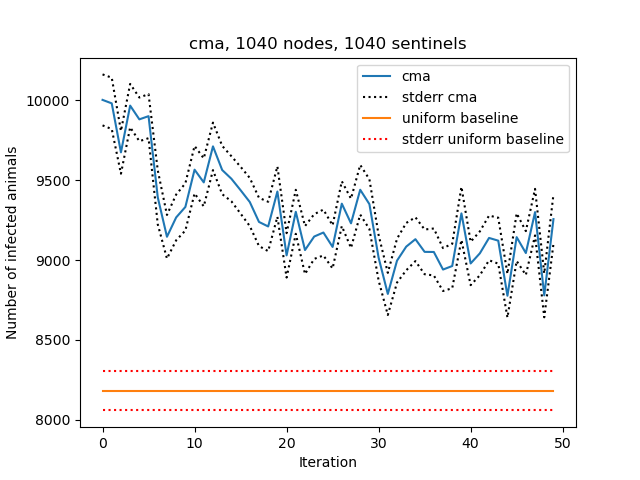 cma, 1040 nodes, 1040 sentinels
cma
stderr cma
uniform baseline
stderr uniform baseline
Number of infected animals
10000
9500
9000
8500
8000
0 10 20 30 40 50
Iteration